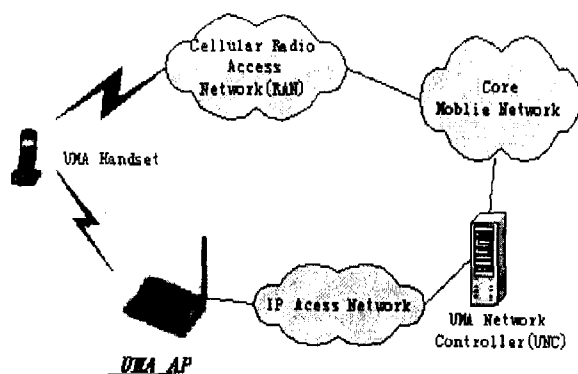 Cellular Radio
Access
Network(RAN)
Core
Moblie Network
UMA Handset
IP Acess Network
UMA Network
Controller(UNC)
UMA AP